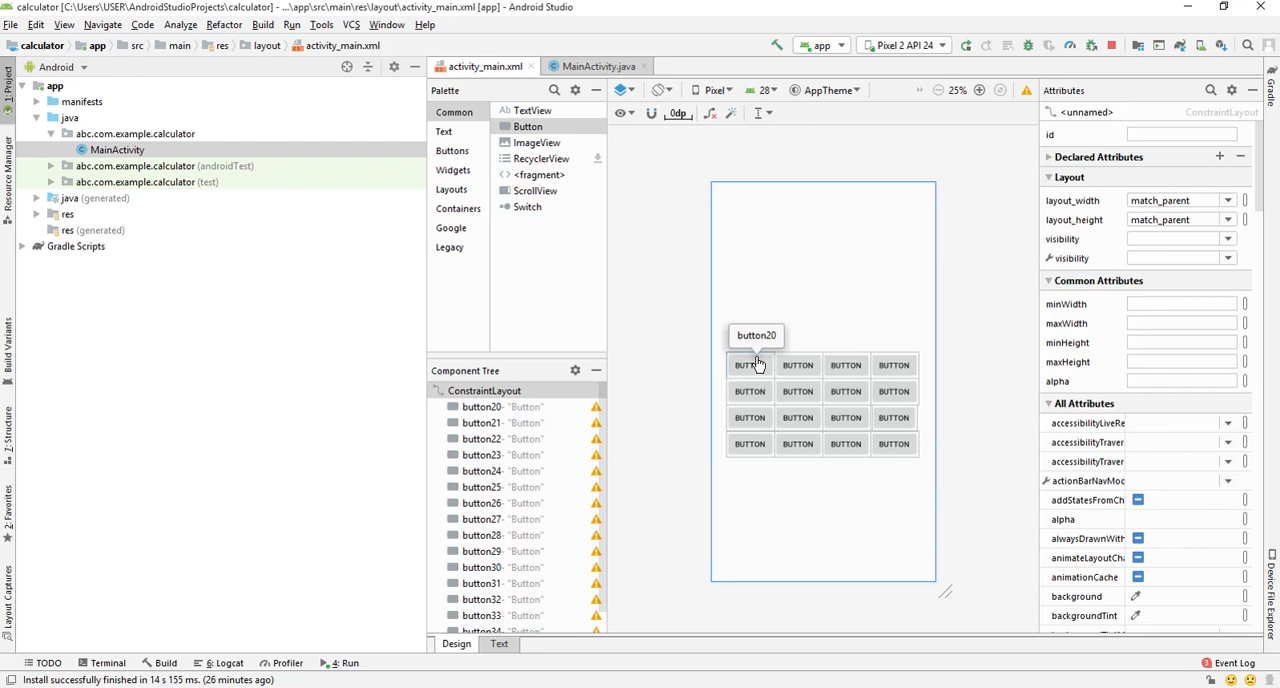 calculator [C:\Users\USER\AndroidStudioProjects\calculator] - ...\app\src\main\res\layout\activity_main.xml [app] - Android Studio
File Edit View Navigate Code Analyze Refactor Build Run Tools VCS Window Help
calculator app src main res layout activity_main.xml app Pixel 2 API 24
Android
activity_main.xml MainActivity.java
app
manifests
java
abc.com.example.calculator
MainActivity
abc.com.example.calculator (androidTest)
abc.com.example.calculator (test)
java (generated)
res
res (generated)
Gradle Scripts
1: Project
Resource Manager
Build Variants
7: Structure
2: Favorites
Layout Captures
Palette
Common
Text
Buttons
Widgets
Layouts
Containers
Google
Legacy
Ab TextView
Button
ImageView
RecyclerView
<fragment>
ScrollView
Switch
Component Tree
ConstraintLayout
button20- "Button"
button21- "Button"
button22- "Button"
button23- "Button"
button24- "Button"
button25- "Button"
button26- "Button"
button27- "Button"
button28- "Button"
button29- "Button"
button30- "Button"
button31- "Button"
button32- "Button"
button33- "Button"
button34- "Button"
Design Text
Pixel 28 AppTheme >> 25%
0dp
button20
BUTTON BUTTON BUTTON
BUTTON BUTTON BUTTON BUTTON
BUTTON BUTTON BUTTON BUTTON
BUTTON BUTTON BUTTON BUTTON
Attributes
<unnamed> ConstraintLayout
id
Declared Attributes
Layout
layout_width match_parent
layout_height match_parent
visibility
visibility
Common Attributes
minWidth
maxWidth
minHeight
maxHeight
alpha
All Attributes
accessibilityLiveRe
accessibilityTraver
accessibilityTraver
actionBarNavMod
addStatesFromCh
alpha
alwaysDrawnWith
animateLayoutCha
animationCache
background
backgroundTint
Gradle
Device File Explorer
TODO Terminal Build 6: Logcat Profiler 4: Run 3 Event Log
Install successfully finished in 14 s 155 ms. (26 minutes ago)